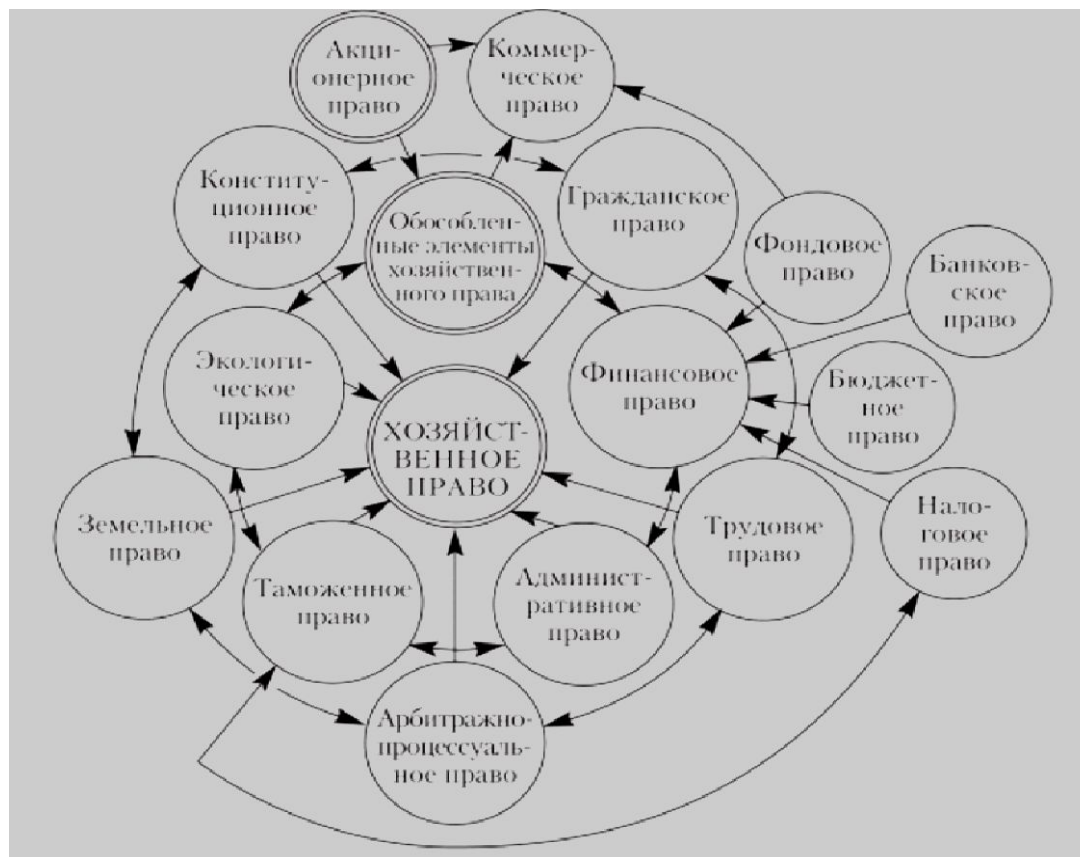 Акци-
онерное
право
Коммер-
ческое
право
Конститу-
ционное
право
Обособлен-
ные элементы
хозяйствен-
ного права
Гражданское
право
Фондовое
право
Банков-
ское
право
Экологи-
ческое
право
Финансовое
право
Бюджет-
ное
право
ХОЗЯЙСТ-
ВЕННОЕ
ПРАВО
Земельное
право
Таможенное
право
Админист-
ративное
право
Трудовое
право
Нало-
говое
право
Арбитражно-
процессуаль-
ное право